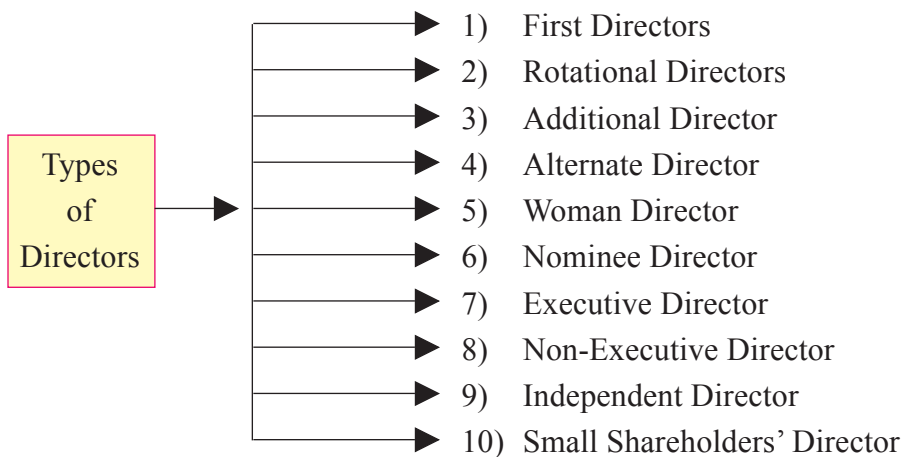 Types
of
Directors
1) First Directors
2) Rotational Directors
3) Additional Director
4) Alternate Director
5) Woman Director
6) Nominee Director
7) Executive Director
8) Non-Executive Director
9) Independent Director
10) Small Shareholders’ Director